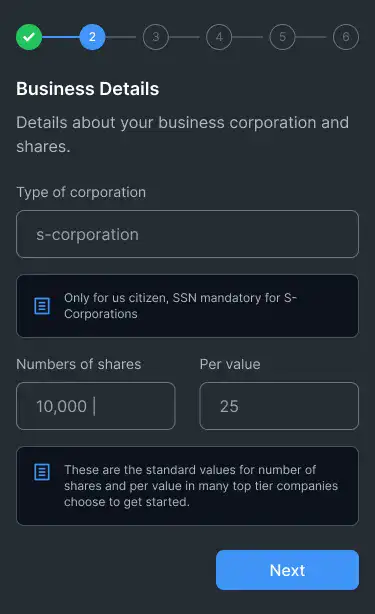 2
3
4
5
6
Business Details
Details about your business corporation and
shares.
Type of corporation
s-corporation
Only for us citizen, SSN mandatory for S-
Corporations
Numbers of shares
Per value
10,000
25
These are the standard values for number of
shares and per value in many top tier companies
choose to get started.
Next